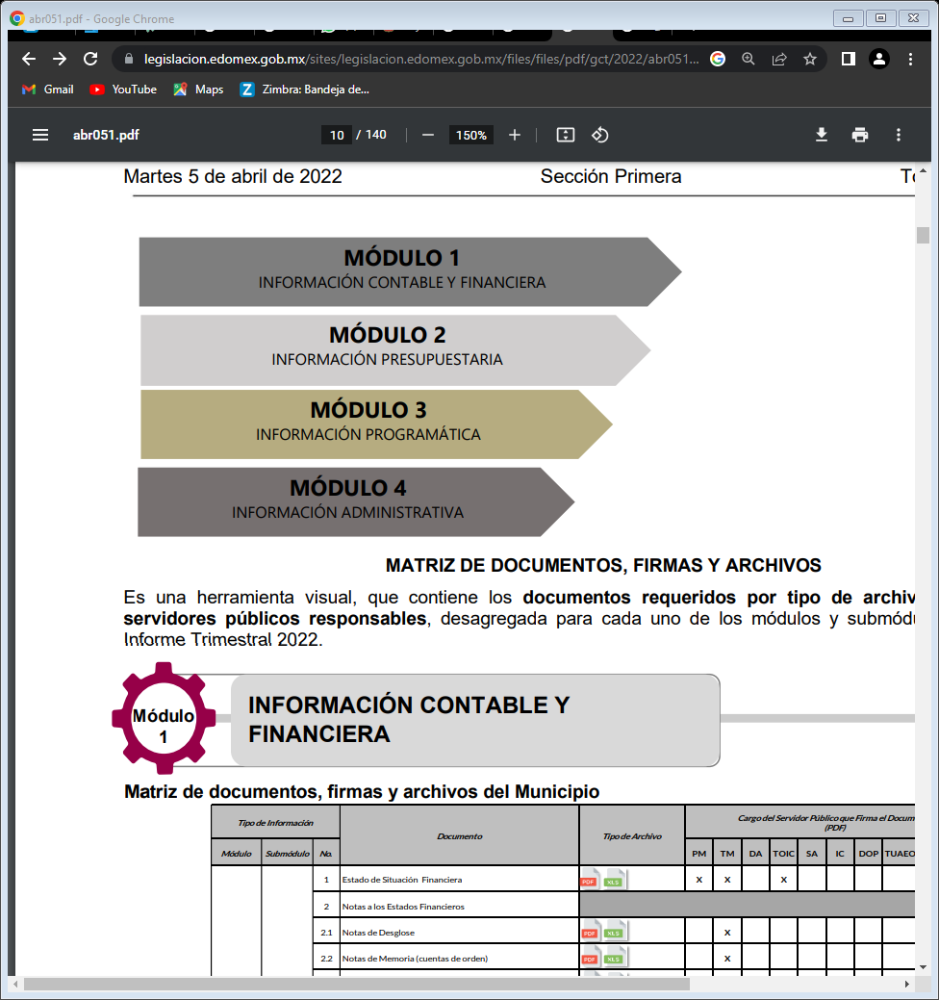 abr051.pdf - Google Chrome
legislacion.edomex.gob.mx/sites/legislacion.edomex.gob.mx/files/files/pdf/gct/2022/abr051...
Gmail YouTube Maps Zimbra: Bandeja de...
abr051.pdf 10 / 140 150%
Martes 5 de abril de 2022 Sección Primera
MÓDULO 1
INFORMACIÓN CONTABLE Y FINANCIERA
MÓDULO 2
INFORMACIÓN PRESUPUESTARIA
MÓDULO 3
INFORMACIÓN PROGRAMÁTICA
MÓDULO 4
INFORMACIÓN ADMINISTRATIVA
MATRIZ DE DOCUMENTOS, FIRMAS Y ARCHIVOS
Es una herramienta visual, que contiene los documentos requeridos por tipo de archiv
servidores públicos responsables, desagregada para cada uno de los módulos y submódu
Informe Trimestral 2022.
Módulo
1
INFORMACIÓN CONTABLE Y
FINANCIERA
Matriz de documentos, firmas y archivos del Municipio
Tipo de Información Documento Tipo de Archivo Cargo del Servidor Público que Firma el Docum
(PDF)
Módulo Submódulo No. PM TM DA TOIC SA IC DOP TUAEO
1 Estado de Situación Financiera PDF XLS X X X
2 Notas a los Estados Financieros
2.1 Notas de Desglose PDF XLS X
2.2 Notas de Memoria (cuentas de orden) PDF XLS X